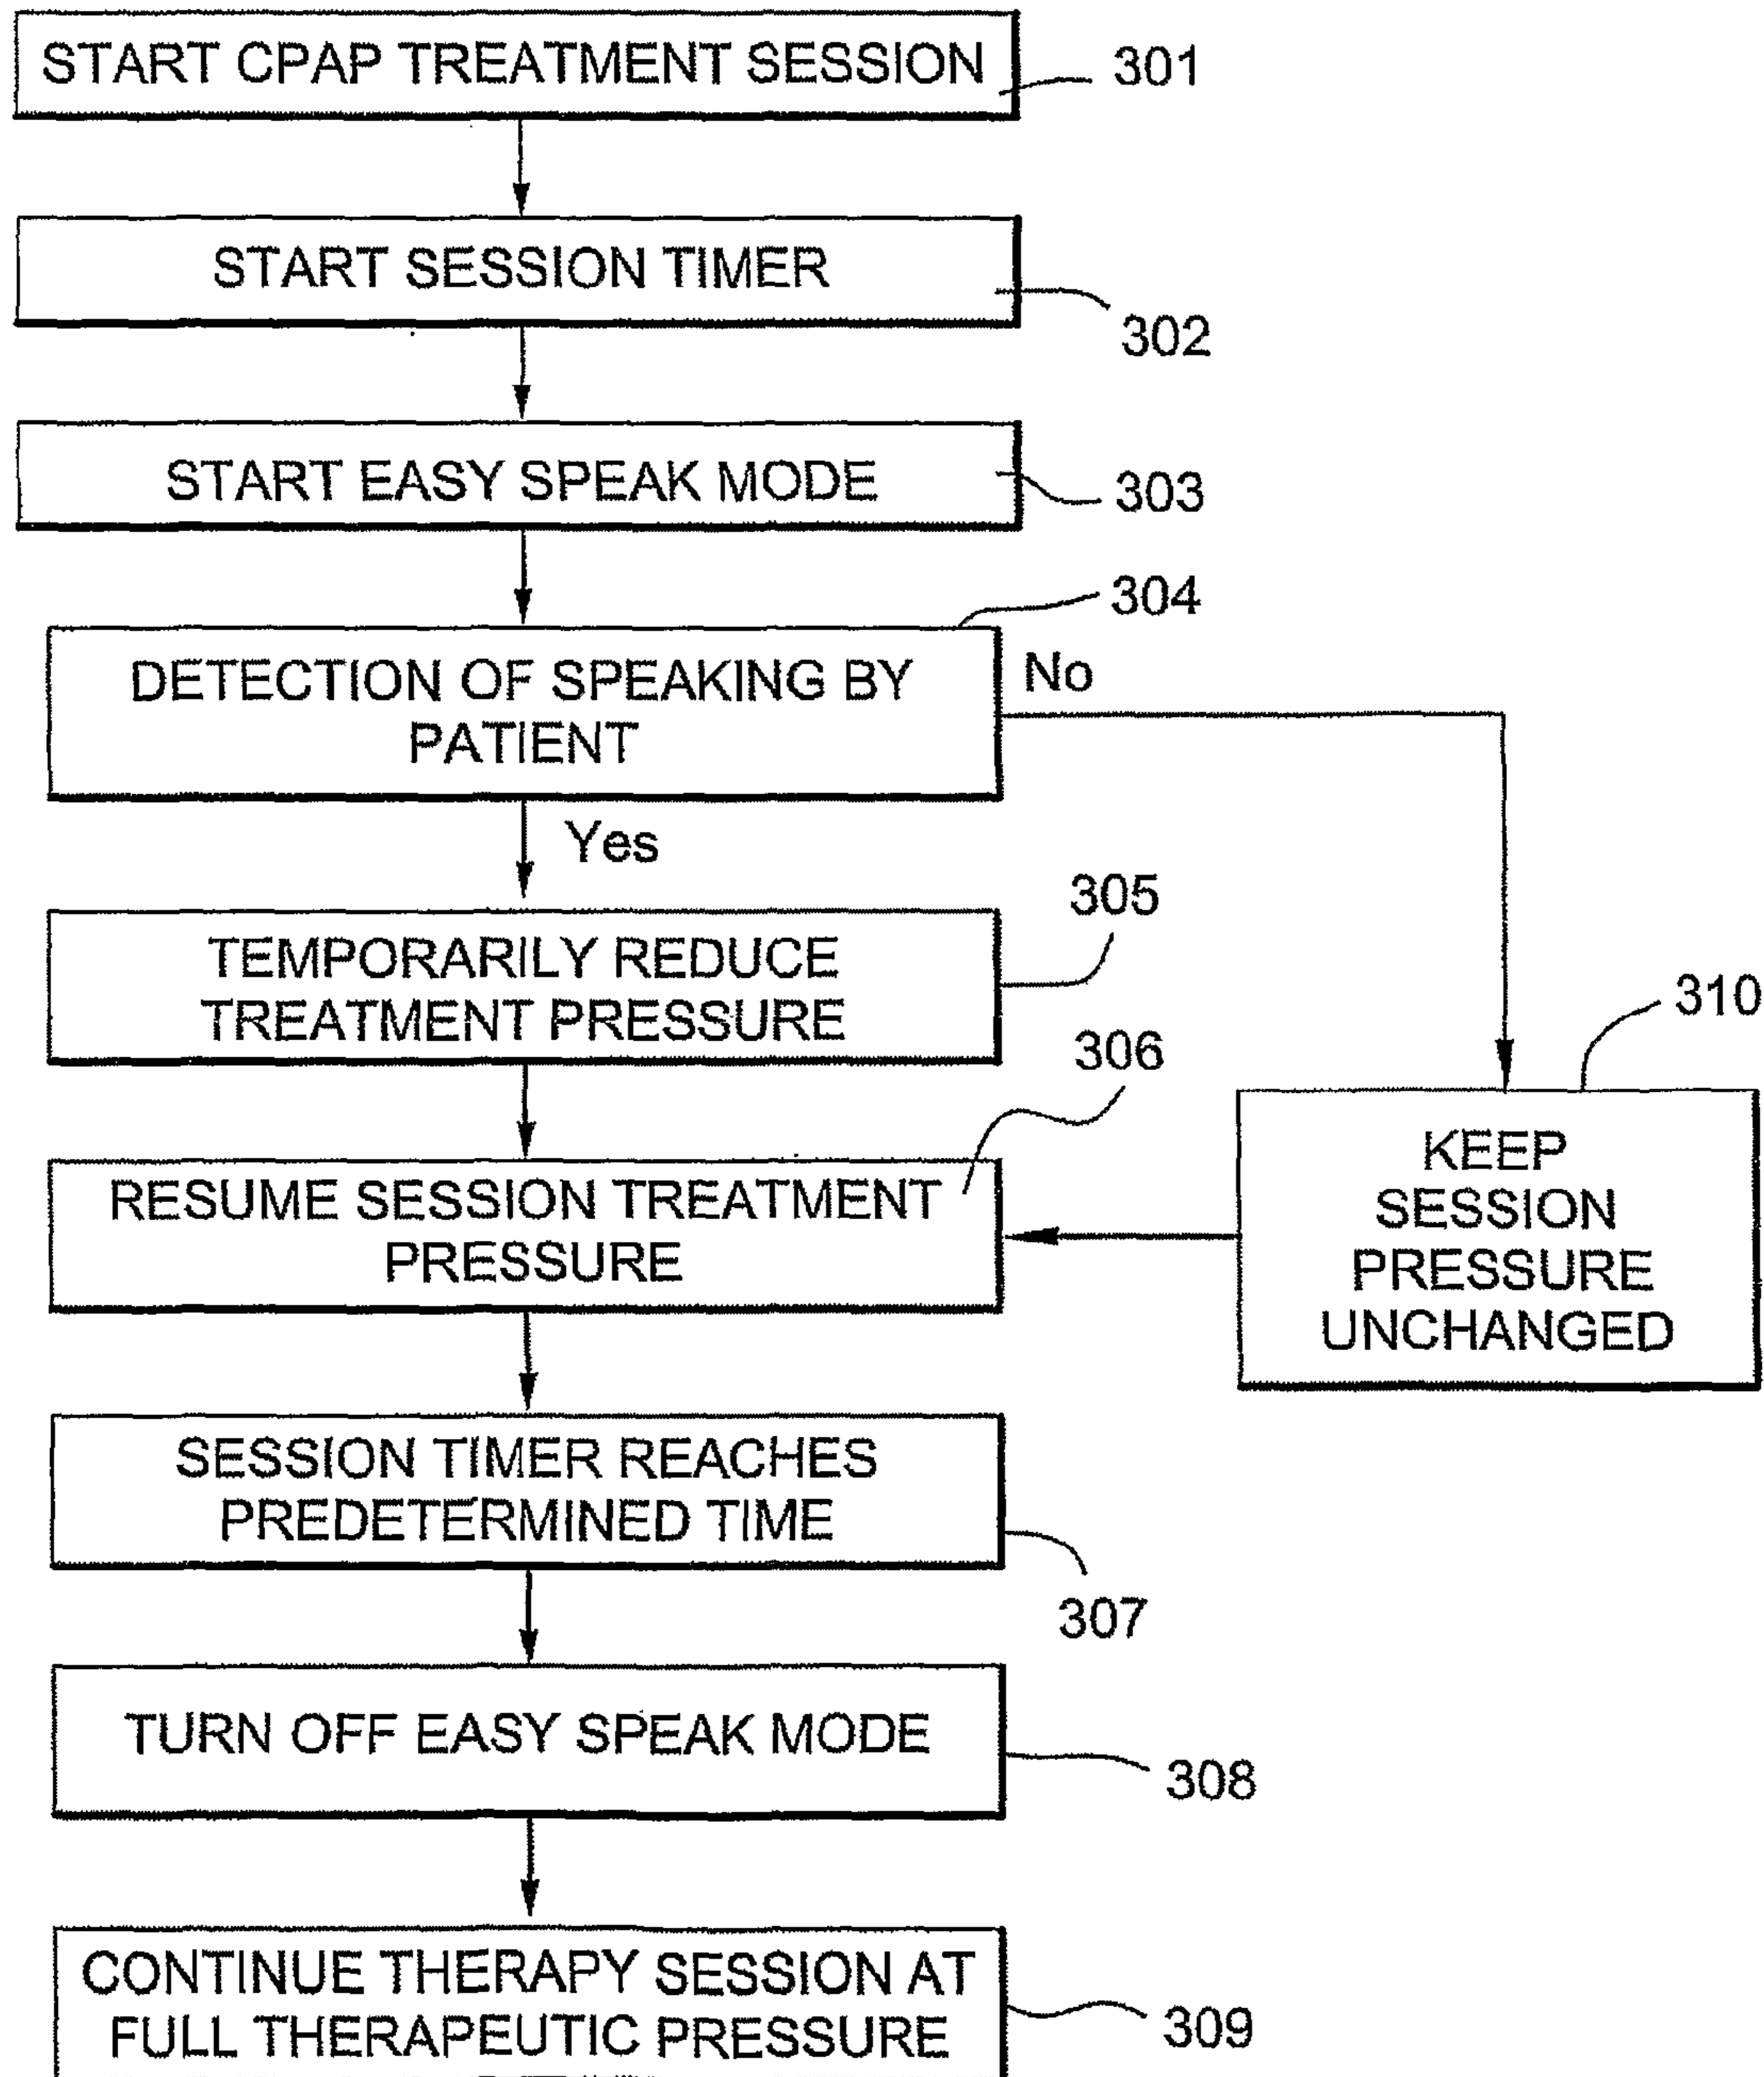 START CPAP TREATMENT SESSION
301
START SESSION TIMER
302
START EASY SPEAK MODE
303
304
DETECTION OF SPEAKING BY
PATIENT
No
Yes
305
TEMPORARILY REDUCE
TREATMENT PRESSURE
306
310
RESUME SESSION TREATMENT
PRESSURE
KEEP
SESSION
PRESSURE
UNCHANGED
SESSION TIMER REACHES
PREDETERMINED TIME
307
TURN OFF EASY SPEAK MODE
308
CONTINUE THERAPY SESSION AT
FULL THERAPEUTIC PRESSURE
309